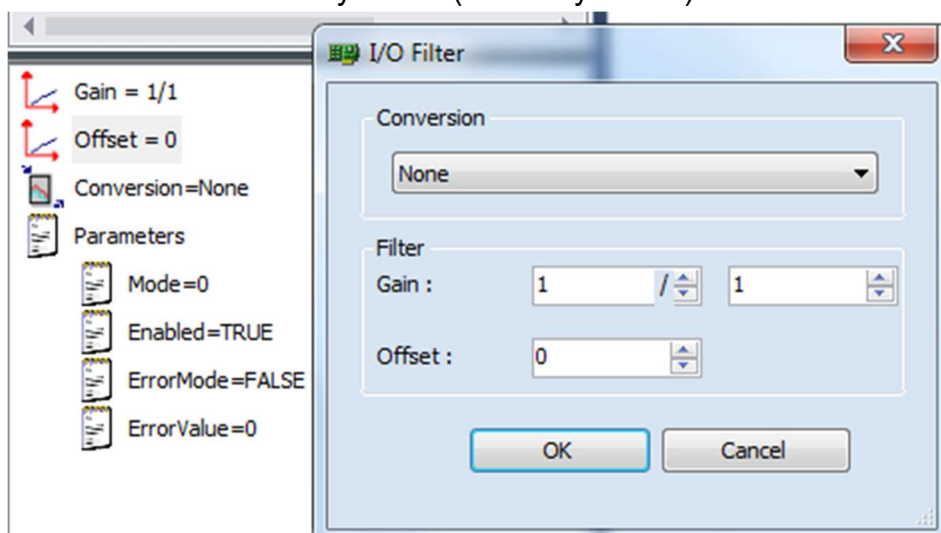 I/O Filter
Gain = 1/1
Offset = 0
Conversion=None
Parameters
Mode=0
Enabled=TRUE
ErrorMode=FALSE
ErrorValue=0
Conversion
None
Filter
Gain : 1 / 1
Offset : 0
OK Cancel